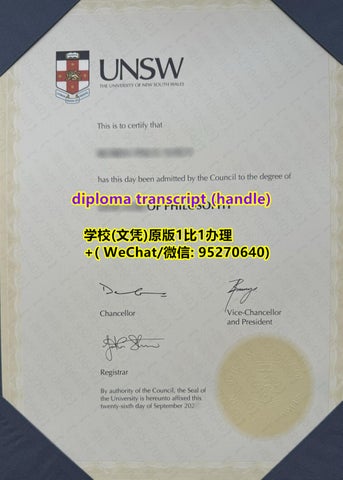 UNSW
THE UNIVERSITY OF NEW SOUTH WALES
This is to certify that
has this day been admitted by the Council to the degree of
diploma transcript (handle)
OF PHILOSOPHY
学校(文凭)原版1比1办理
+( WeChat/微信: 95270640)
Chancellor
Vice-Chancellor
and President
Registrar
By authority of the Council, the Seal of
the University is hereunto affixed this
twenty-sixth day of September